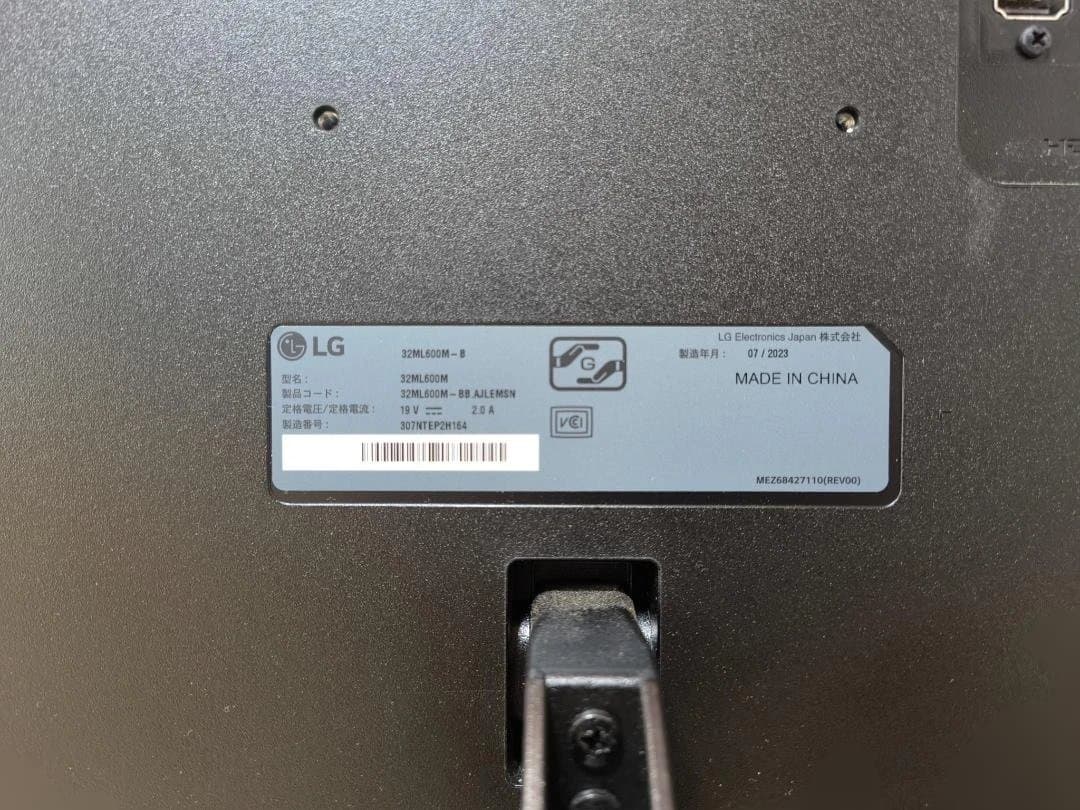 LG
32ML600M-B
型名： 32ML600M
製品コード： 32ML600M-BB.AJLEMSN
定格電圧/定格電流： 19 V 2.0 A
製造番号： 307NTEP2H164
G
VCCI
LG Electronics Japan 株式会社
製造年月： 07 / 2023
MADE IN CHINA
MEZ68427110(REV00)